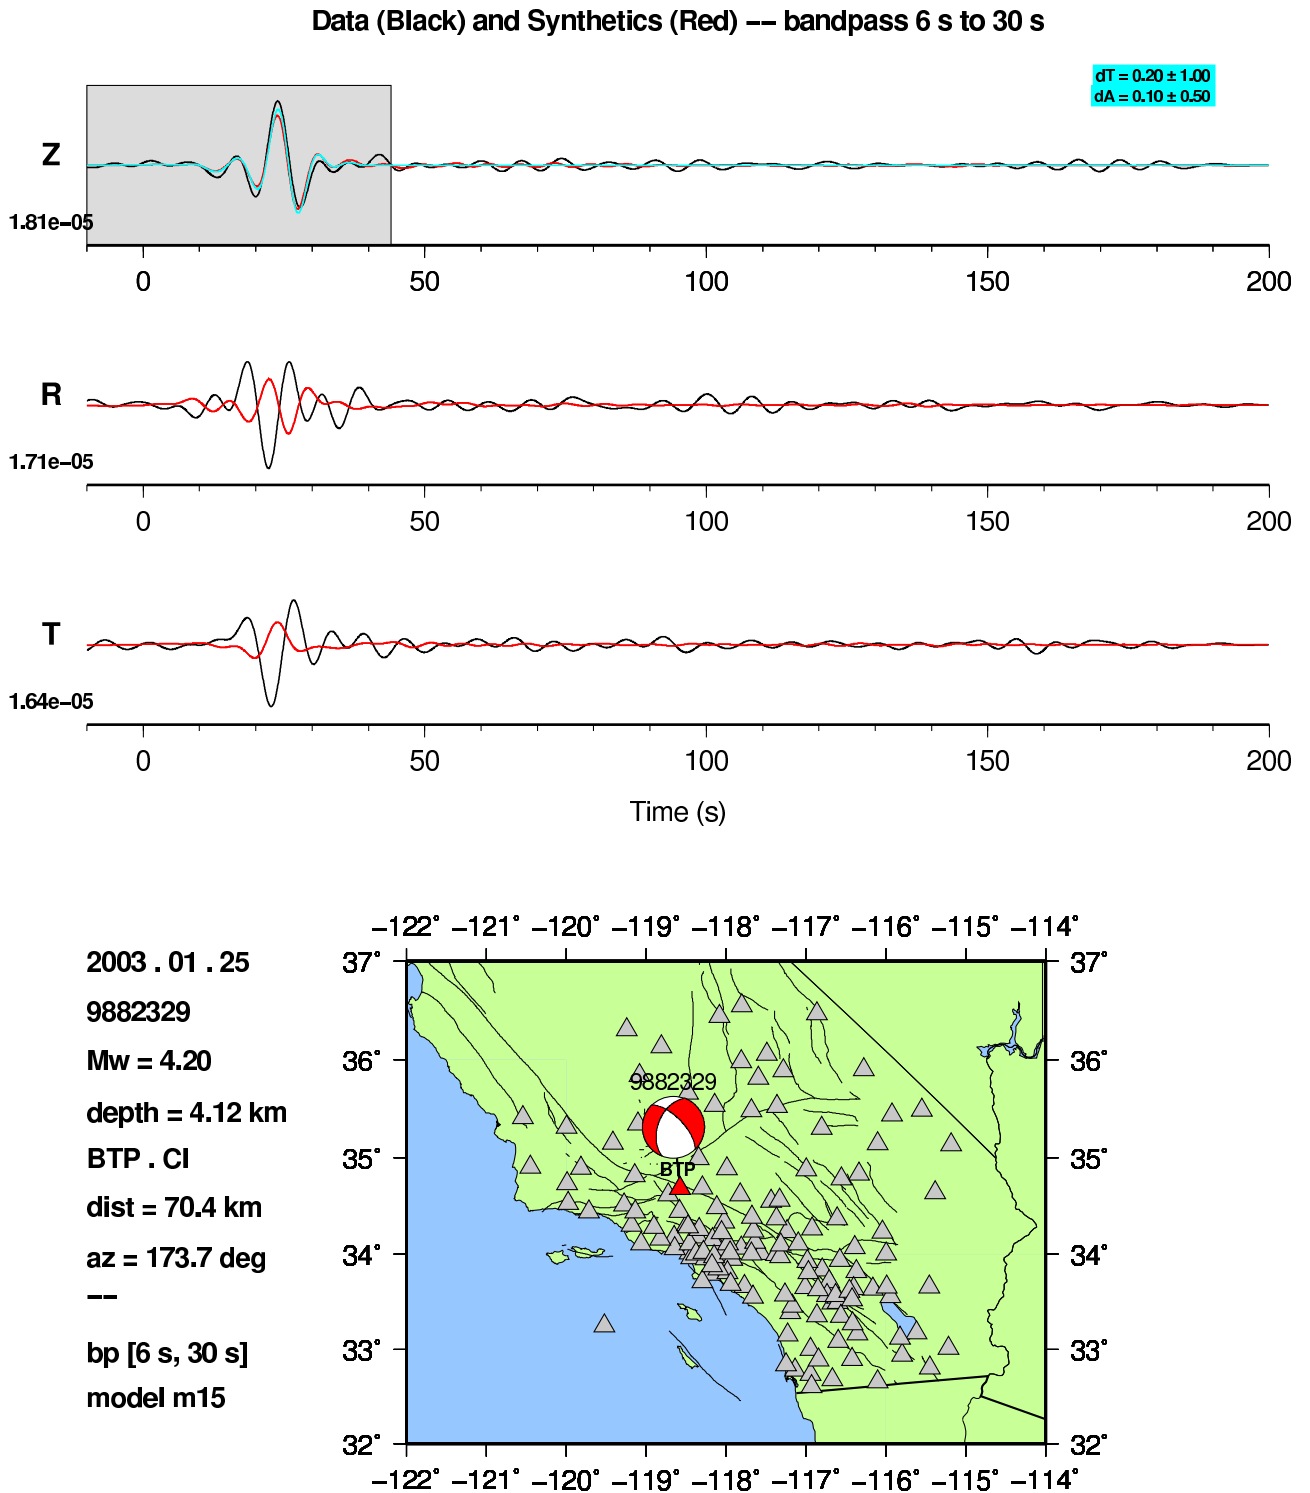 Data (Black) and Synthetics (Red) −− bandpass 6 s to 30 s
dT = 0.20 ± 1.00
dA = 0.10 ± 0.50
Z
1.81e−05
0 50 100 150 200
R
1.71e−05
0 50 100 150 200
T
1.64e−05
0 50 100 150 200
Time (s)
−122° −121° −120° −119° −118° −117° −116° −115° −114°
2003 . 01 . 25
9882329
Mw = 4.20
depth = 4.12 km
BTP . CI
dist = 70.4 km
az = 173.7 deg
−−
bp [6 s, 30 s]
model m15
37° 37°
36° 36°
9882329
35° 35°
BTP
34° 34°
33° 33°
32° 32°
−122° −121° −120° −119° −118° −117° −116° −115° −114°